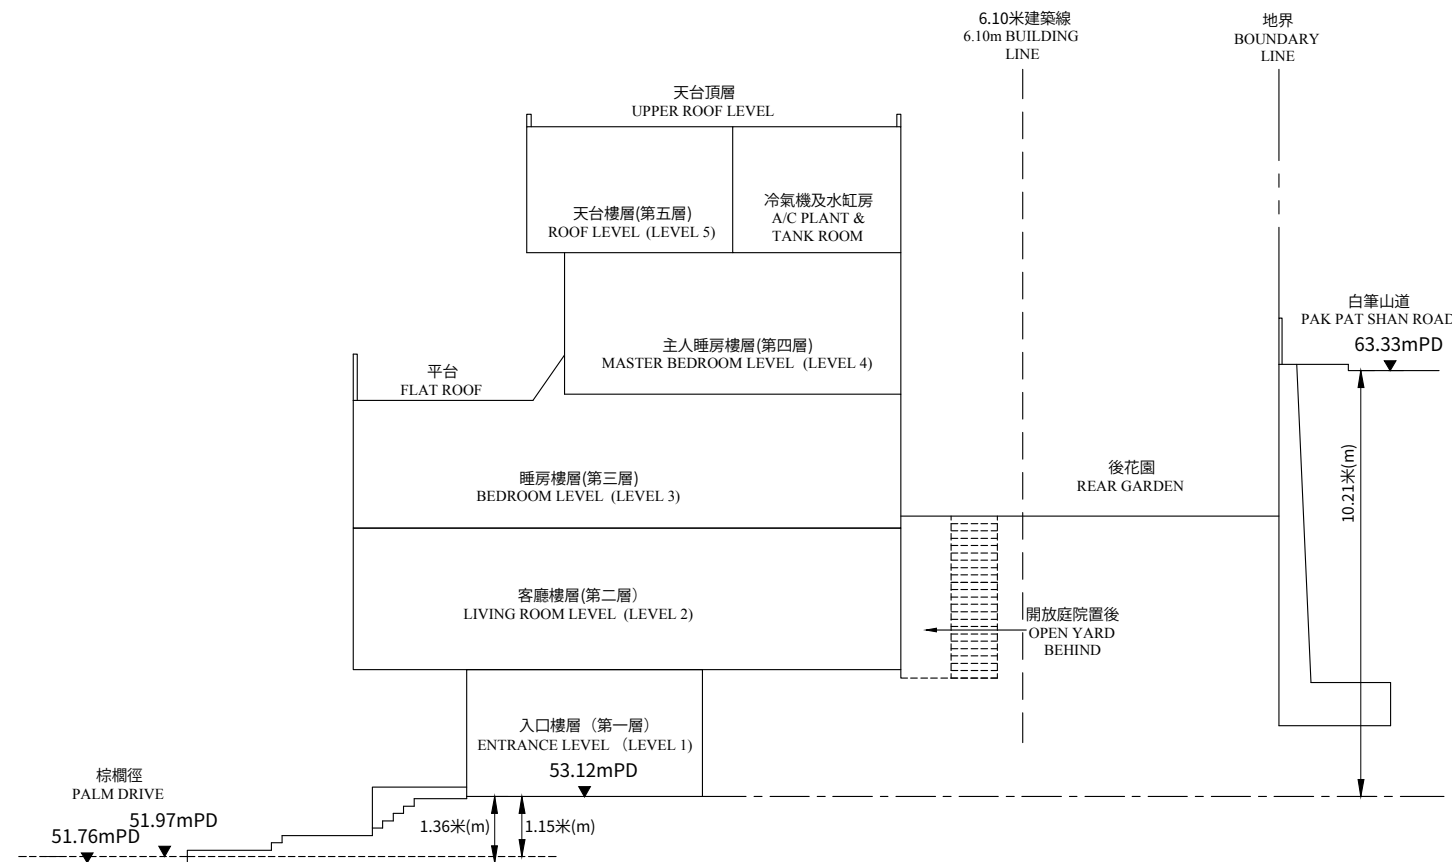 6.10米建築線
6.10m BUILDING
LINE
地界
BOUNDARY
LINE
天台頂層
UPPER ROOF LEVEL
天台樓層(第五層)
ROOF LEVEL (LEVEL 5)
冷氣機及水缸房
A/C PLANT &
TANK ROOM
白筆山道
PAK PAT SHAN ROAD
63.33mPD
主人睡房樓層(第四層)
MASTER BEDROOM LEVEL (LEVEL 4)
平台
FLAT ROOF
睡房樓層(第三層)
BEDROOM LEVEL (LEVEL 3)
後花園
REAR GARDEN
10.21米(m)
客廳樓層(第二層）
LIVING ROOM LEVEL (LEVEL 2)
開放庭院置後
OPEN YARD
BEHIND
入口樓層（第一層）
ENTRANCE LEVEL （LEVEL 1)
53.12mPD
棕櫚徑
PALM DRIVE
51.97mPD
51.76mPD
1.36米(m)
1.15米(m)